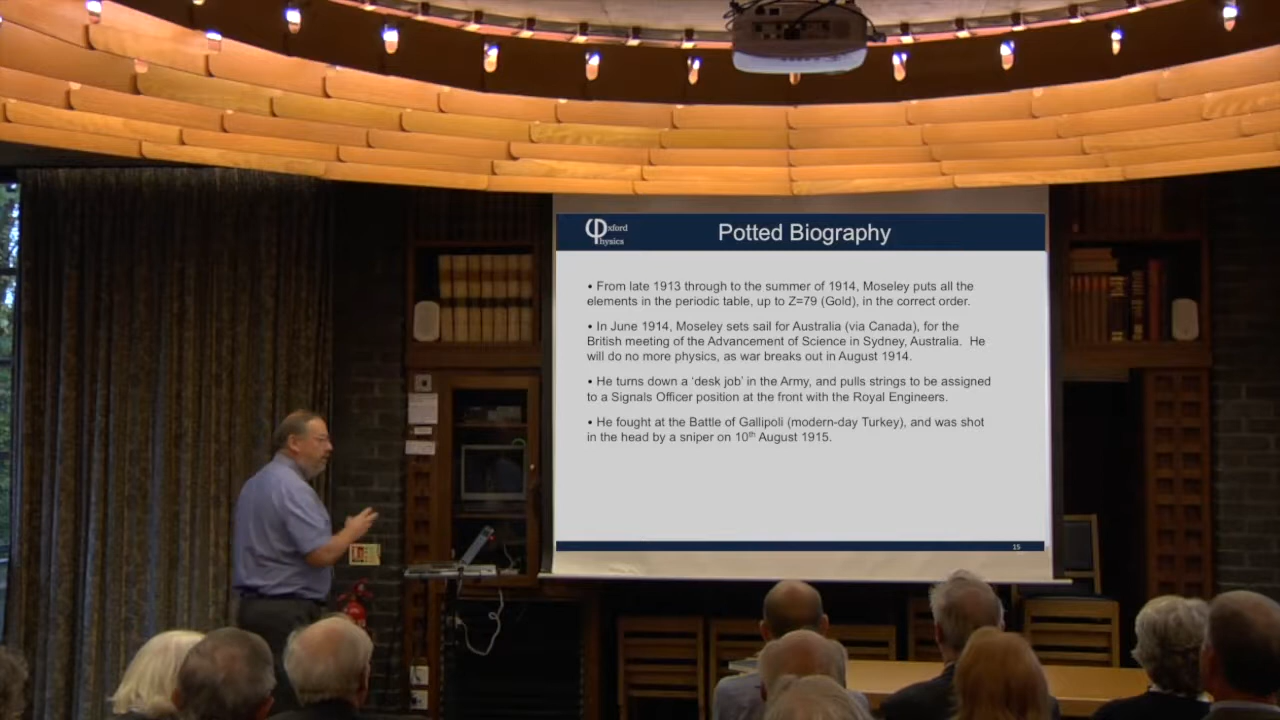 Oxford
Physics
Potted Biography
• From late 1913 through to the summer of 1914, Moseley puts all the
elements in the periodic table, up to Z=79 (Gold), in the correct order.
• In June 1914, Moseley sets sail for Australia (via Canada), for the
British meeting of the Advancement of Science in Sydney, Australia. He
will do no more physics, as war breaks out in August 1914.
• He turns down a ‘desk job’ in the Army, and pulls strings to be assigned
to a Signals Officer position at the front with the Royal Engineers.
• He fought at the Battle of Gallipoli (modern-day Turkey), and was shot
in the head by a sniper on 10th August 1915.
15